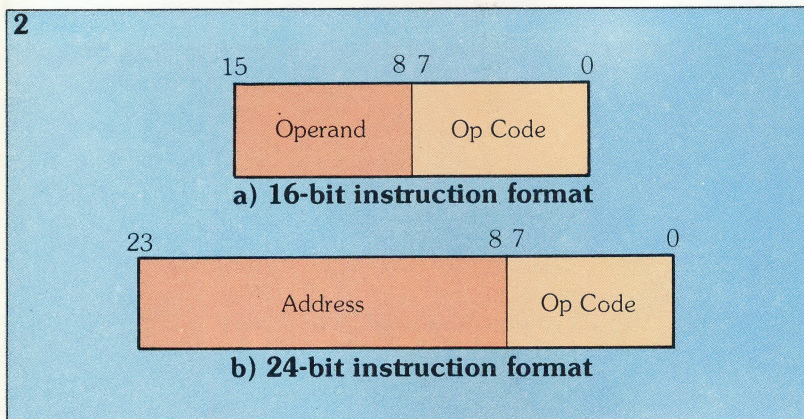 2
15 8 7 0
Operand Op Code
a) 16-bit instruction format
23 8 7 0
Address Op Code
b) 24-bit instruction format